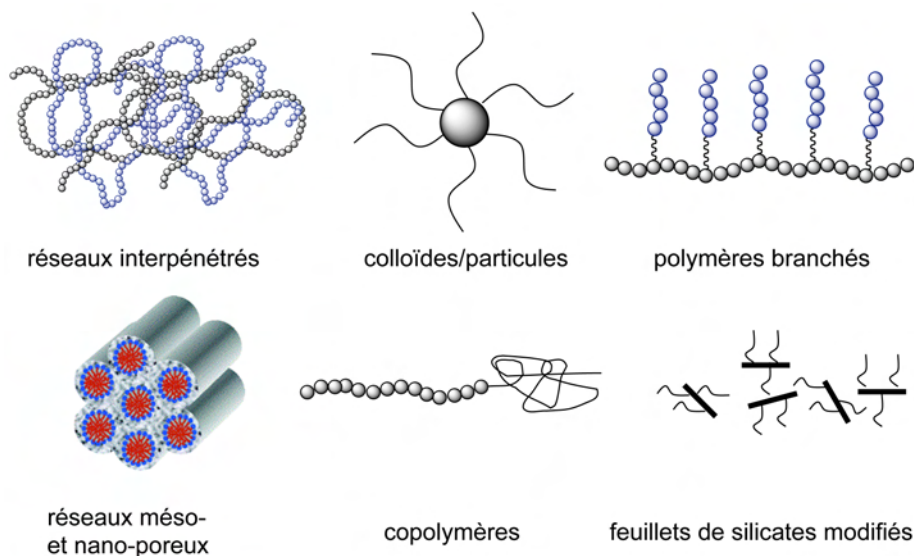 réseaux interpénétrés
colloïdes/particules
polymères branchés
réseaux méso-
et nano-poreux
copolymères
feuillets de silicates modifiés